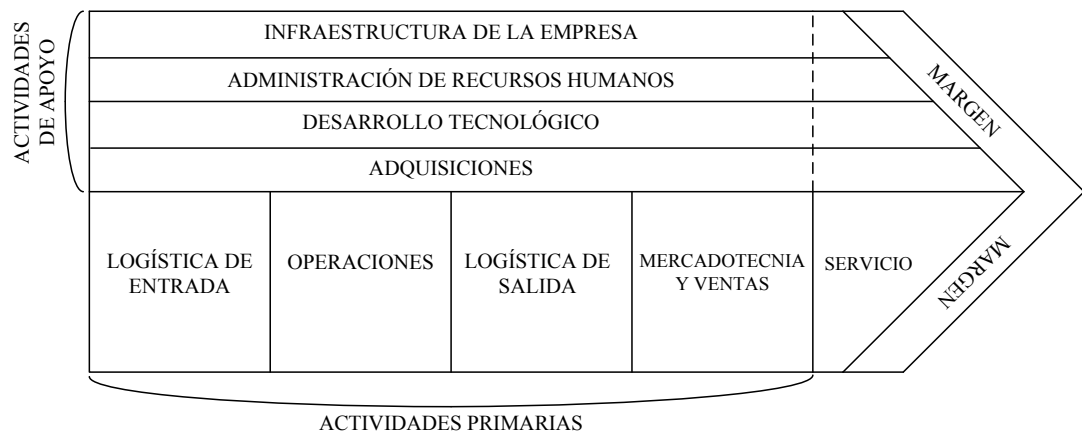 ACTIVIDADES
DE APOYO
INFRAESTRUCTURA DE LA EMPRESA
ADMINISTRACIÓN DE RECURSOS HUMANOS
DESARROLLO TECNOLÓGICO
ADQUISICIONES
MARGEN
LOGÍSTICA DE
ENTRADA
OPERACIONES
LOGÍSTICA DE
SALIDA
MERCADOTECNIA
Y VENTAS
SERVICIO
MARGEN
ACTIVIDADES PRIMARIAS